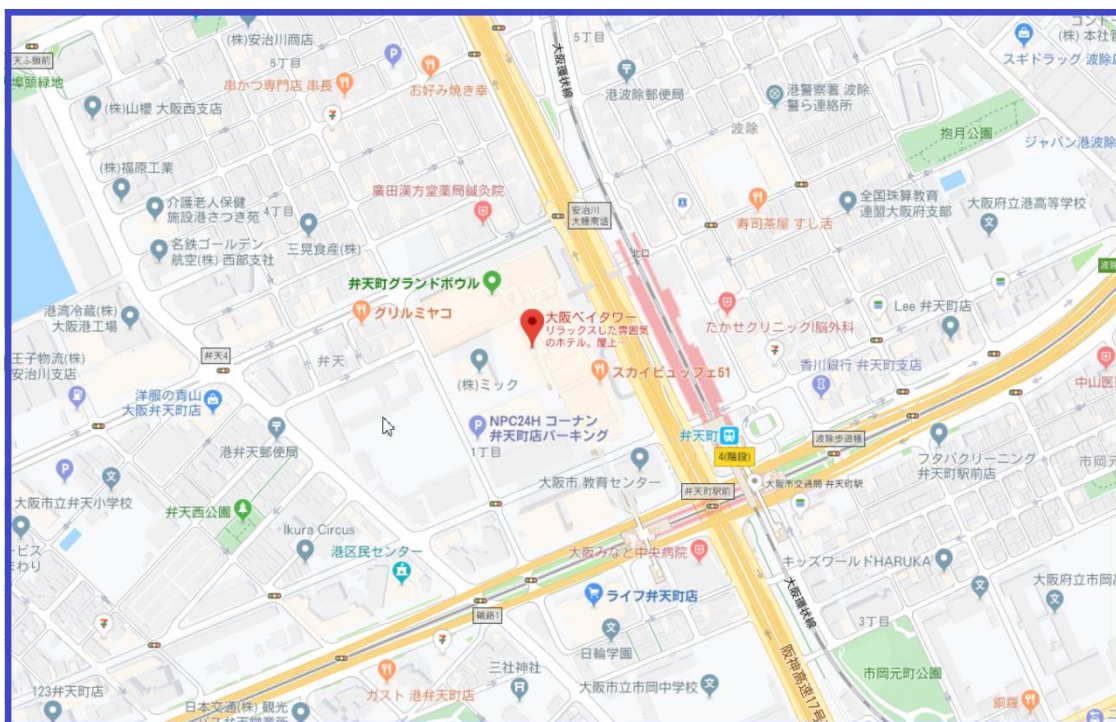 (株)安治川商店
5丁目
天ふ頭前
埠頭緑地
串かつ専門店 串長
お好み焼き幸
(株)山櫻 大阪西支店
大阪環状線
5丁目
港波除郵便局
港警察署 波除
警ら連絡所
波除
抱月公園
(株) 本社
スギドラッグ 波除店
ジャパン港波除
(株)福原工業
介護老人保健
施設港さつき苑
4丁目
名鉄ゴールデン
航空(株) 西部支社
三晃食産(株)
廣田漢方堂薬局鍼灸院
安治川
大橋南詰
北口
寿司茶屋 すし活
全国珠算教育
連盟大阪府支部
大阪府立港高等学校
港湾冷蔵(株)
大阪港工場
弁天町グランドボウル
グリルミヤコ
大阪ベイタワー
リラックスした雰囲気
のホテル。屋上…
たかせクリニック|脳外科
Lee 弁天町店
王子物流(株)
安治川支店
弁天4
弁天
(株)ミック
スカイビュッフェ51
香川銀行 弁天町支店
中山医
洋服の青山
大阪弁天町店
NPC24H コーナン
弁天町店パーキング
1丁目
弁天町
4(階段)
波除歩道橋
フタバクリーニング
弁天町駅前店
市岡元
港弁天郵便局
大阪市立弁天小学校
大阪市 教育センター
弁天町駅前
大阪市交通局 弁天町駅
弁天西公園
Ikura Circus
港区民センター
大阪みなと中央病院
キッズワールドHARUKA
大阪府立市岡高
ービス
まわり
磯路1
ライフ弁天町店
大阪環状線
3丁目
日輪学園
市岡元町公園
三社神社
大阪市立市岡中学校
阪神高速17号
123弁天町店
日本交通(株) 観光
ガスト 港弁天町店
銅羅